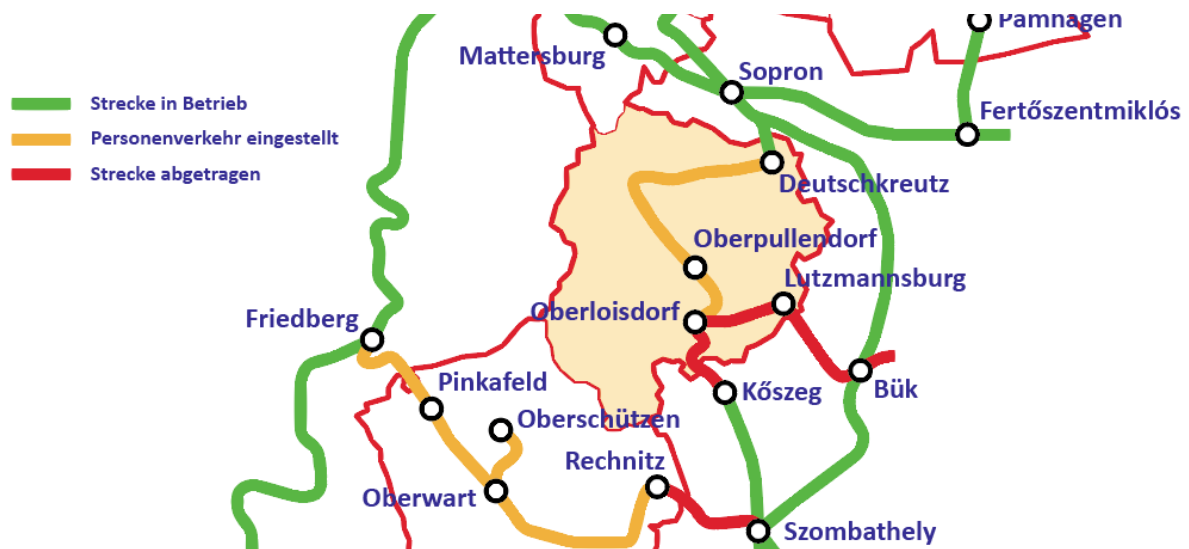 Pamhagen
Mattersburg
Sopron
Strecke in Betrieb
Fertőszentmiklós
Personenverkehr eingestellt
Strecke abgetragen
Deutschkreutz
Oberpullendorf
Lutzmannsburg
Oberloisdorf
Friedberg
Pinkafeld
Kőszeg
Bük
Oberschützen
Rechnitz
Oberwart
Szombathely